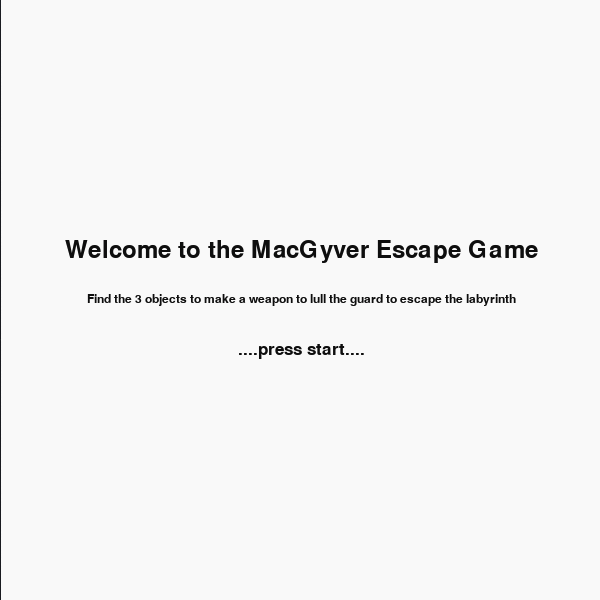 Welcome to the MacGyver Escape Game
Find the 3 objects to make a weapon to lull the guard to escape the labyrinth
....press start....